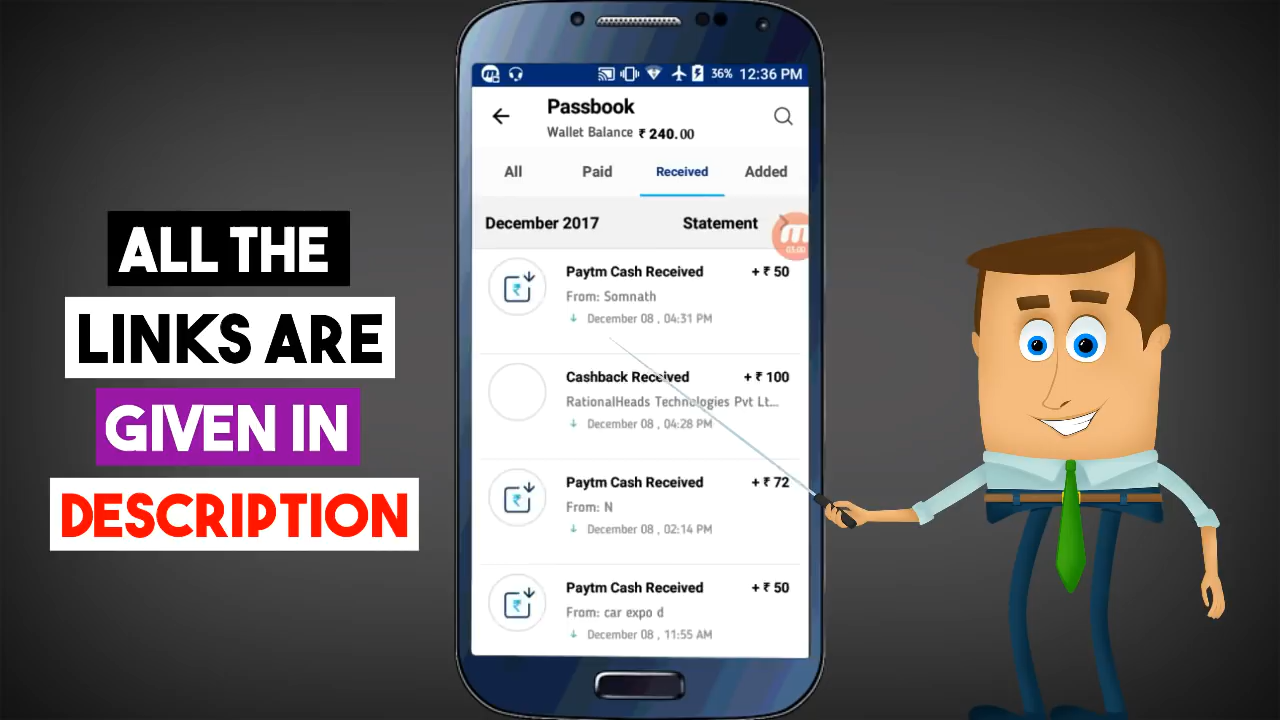 ALL THE
LINKS ARE
GIVEN IN
DESCRIPTION
36% 12:36 PM
Passbook
Wallet Balance ₹ 240.00
All Paid Received Added
December 2017 Statement
03:00
Paytm Cash Received + ₹ 50
From: Somnath
December 08 , 04:31 PM
Cashback Received + ₹ 100
RationalHeads Technologies Pvt Lt...
December 08 , 04:28 PM
Paytm Cash Received + ₹ 72
From: N
December 08 , 02:14 PM
Paytm Cash Received + ₹ 50
From: car expo d
December 08 , 11:55 AM